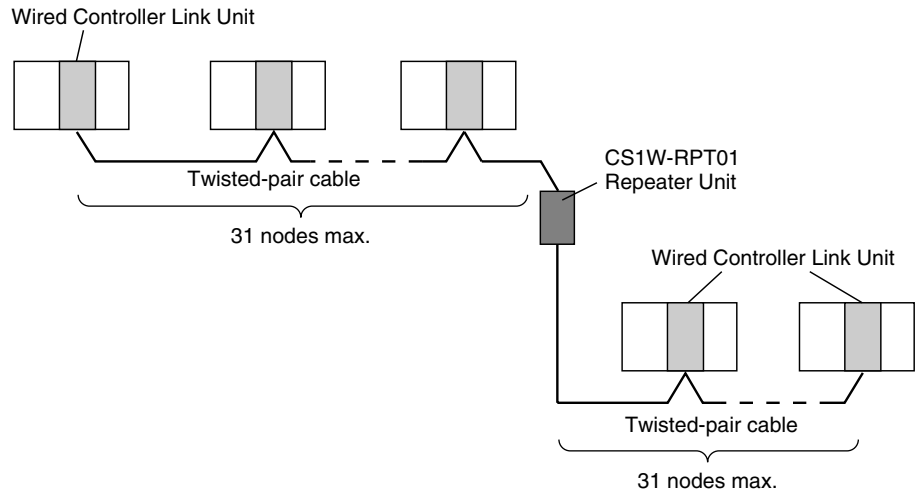 Wired Controller Link Unit
Twisted-pair cable
31 nodes max.
CS1W-RPT01
Repeater Unit
Wired Controller Link Unit
Twisted-pair cable
31 nodes max.